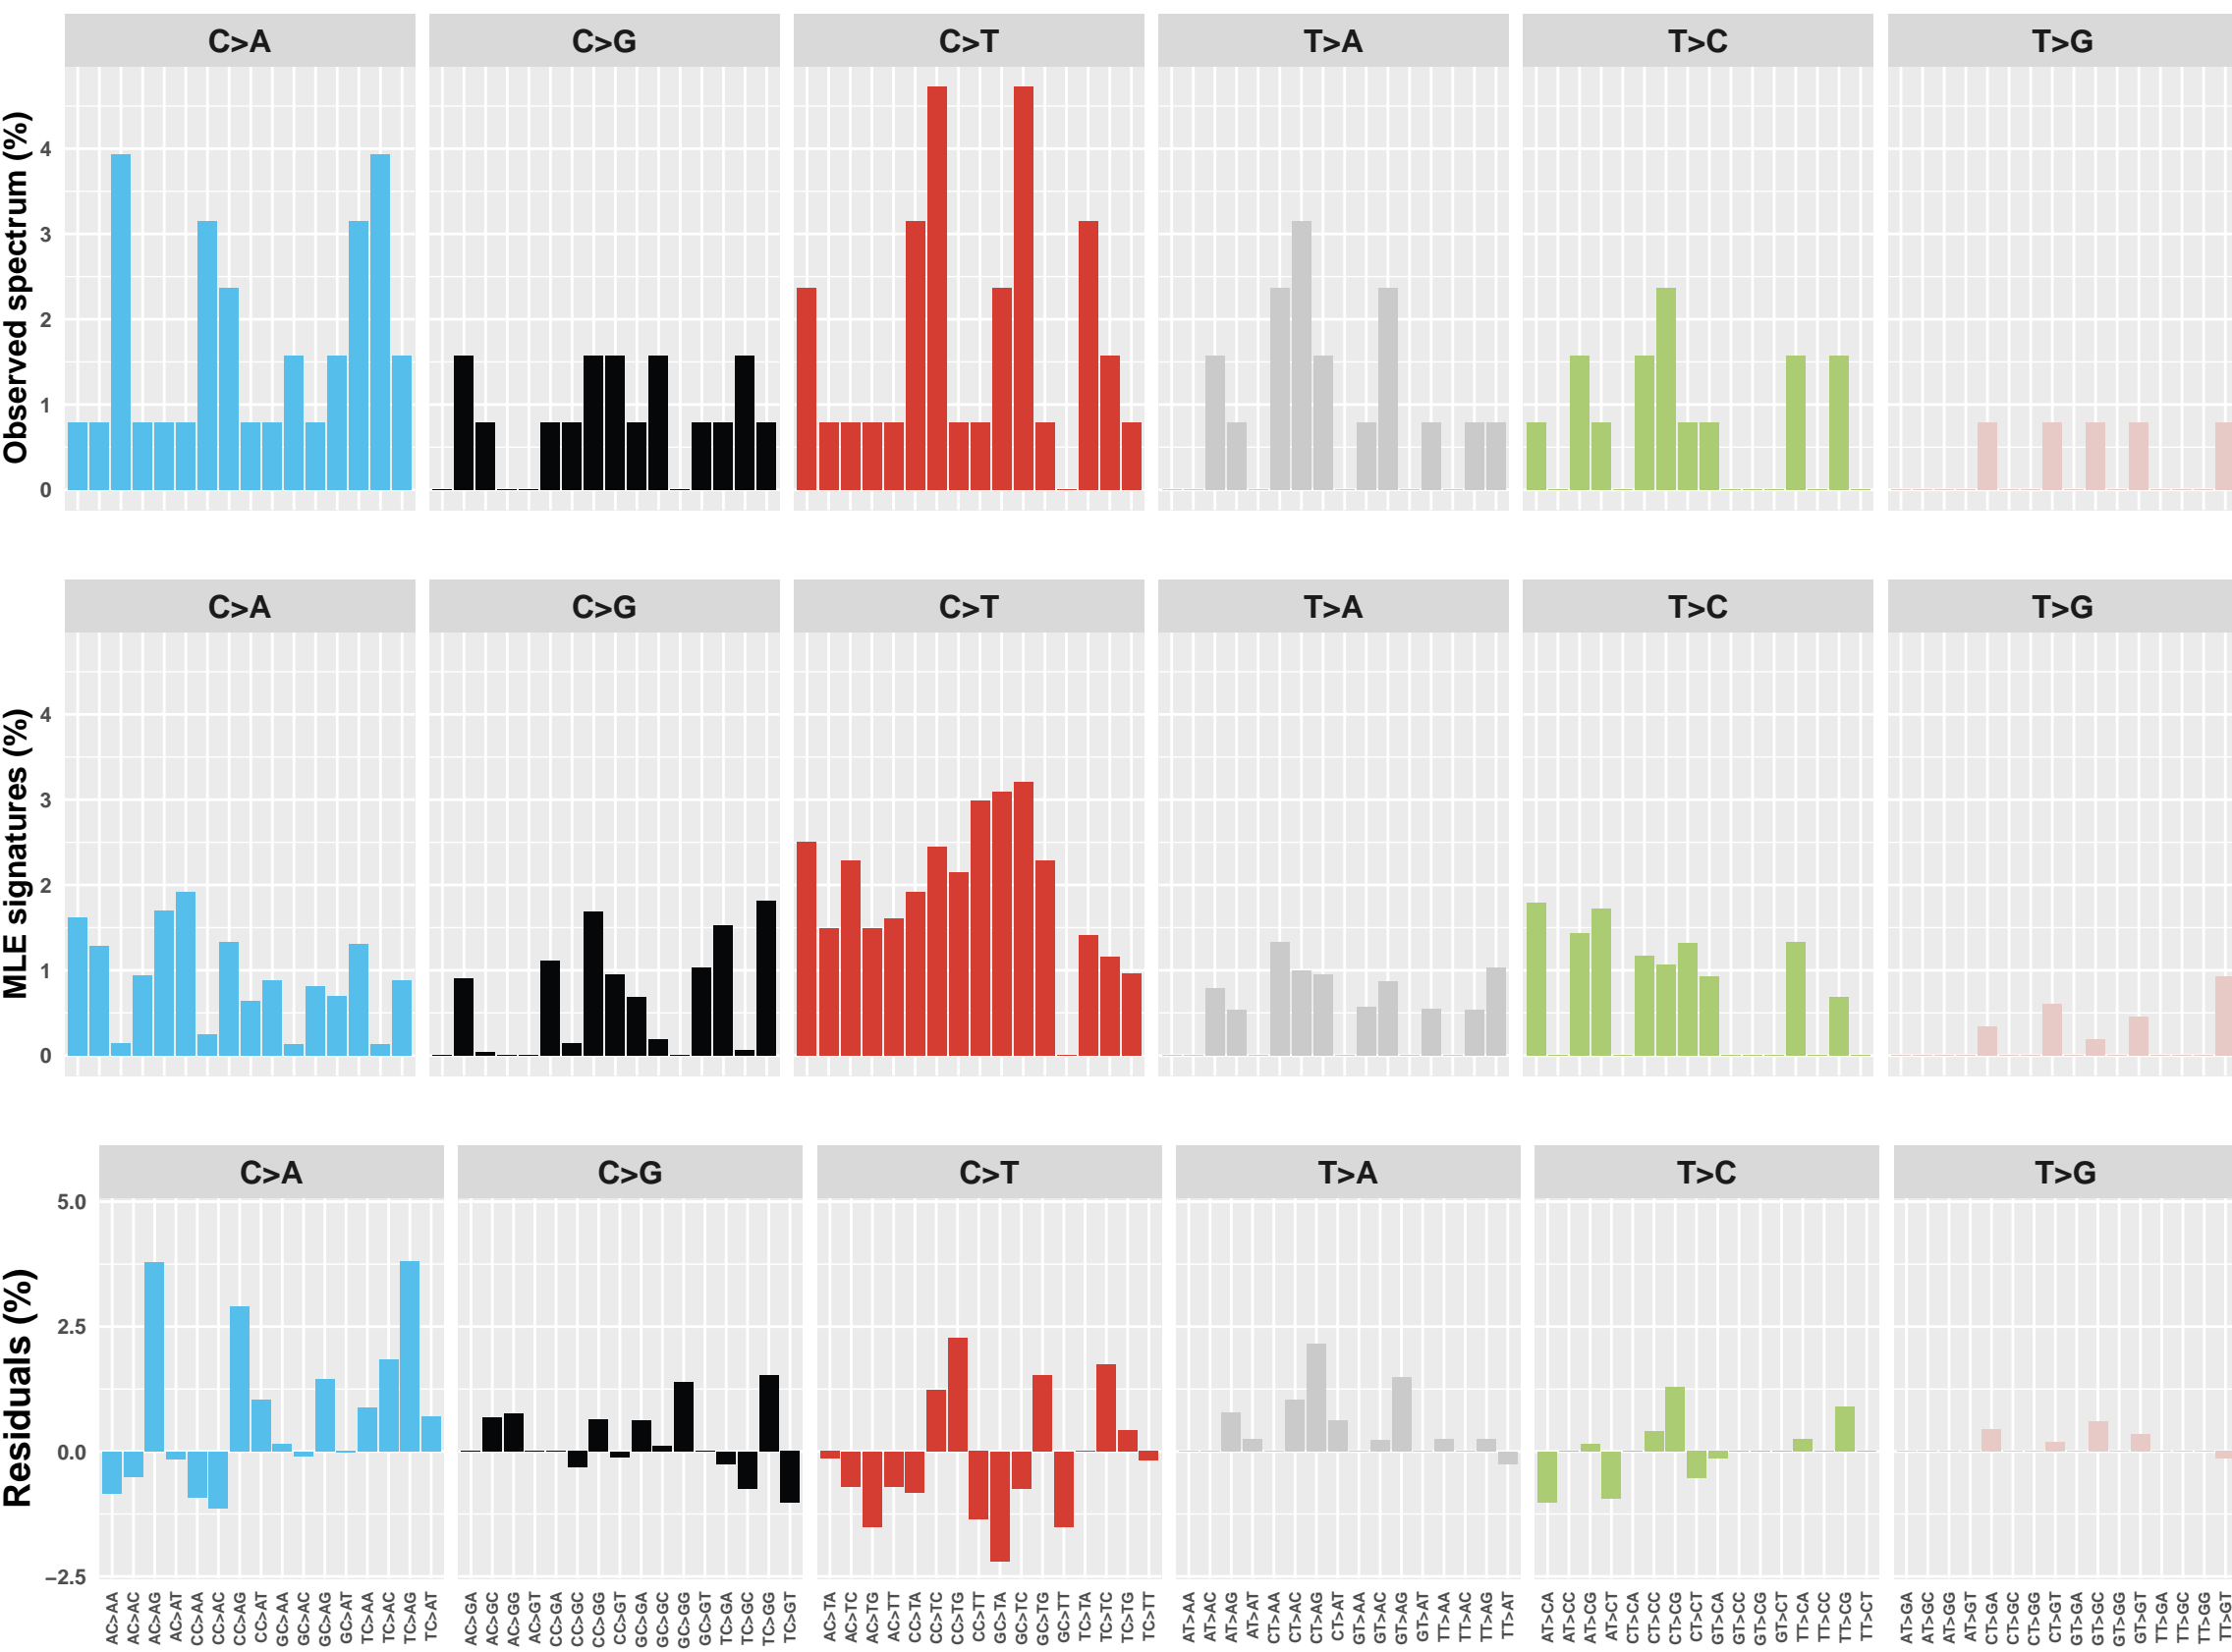 C>A C>G C>T T>A T>C T>G
Observed spectrum (%)
4
3
2
1
0
C>A C>G C>T T>A T>C T>G
MLE signatures (%)
4
3
2
1
0
C>A C>G C>T T>A T>C T>G
Residuals (%)
5.0
2.5
0.0
−2.5
AC>AA AC>AC AC>AG AC>AT CC>AA CC>AC CC>AG CC>AT GC>AA GC>AC GC>AG GC>AT TC>AA TC>AC TC>AG TC>AT
AC>GA AC>GC AC>GG AC>GT CC>GA CC>GC CC>GG CC>GT GC>GA GC>GC GC>GG GC>GT TC>GA TC>GC TC>GG TC>GT
AC>TA AC>TC AC>TG AC>TT CC>TA CC>TC CC>TG CC>TT GC>TA GC>TC GC>TG GC>TT TC>TA TC>TC TC>TG TC>TT
AT>AA AT>AC AT>AG AT>AT CT>AA CT>AC CT>AG CT>AT GT>AA GT>AC GT>AG GT>AT TT>AA TT>AC TT>AG TT>AT
AT>CA AT>CC AT>CG AT>CT CT>CA CT>CC CT>CG CT>CT GT>CA GT>CC GT>CG GT>CT TT>CA TT>CC TT>CG TT>CT
AT>GA AT>GC AT>GG AT>GT CT>GA CT>GC CT>GG CT>GT GT>GA GT>GC GT>GG GT>GT TT>GA TT>GC TT>GG TT>GT